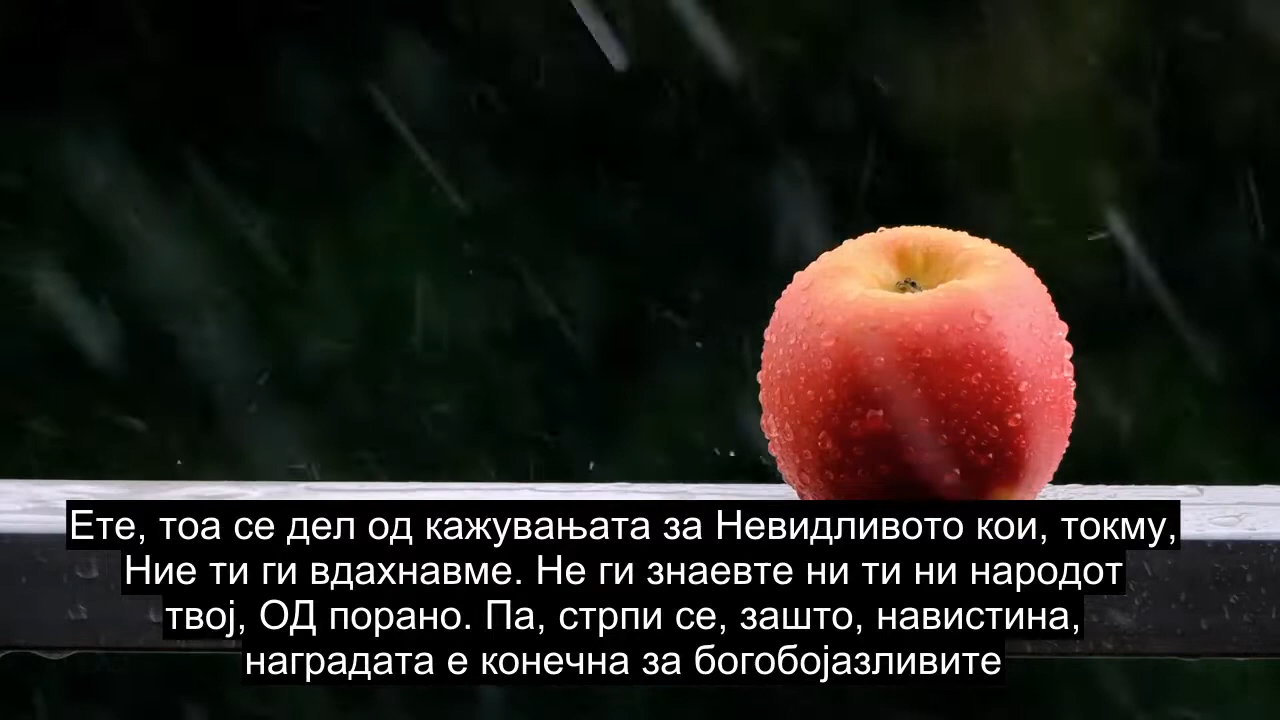 Ете, тоа се дел од кажувањата за Невидливото кои, токму,
Ние ти ги вдахнавме. Не ги знаевте ни ти ни народот
твој, ОД порано. Па, стрпи се, зашто, навистина,
наградата е конечна за богобојазливите